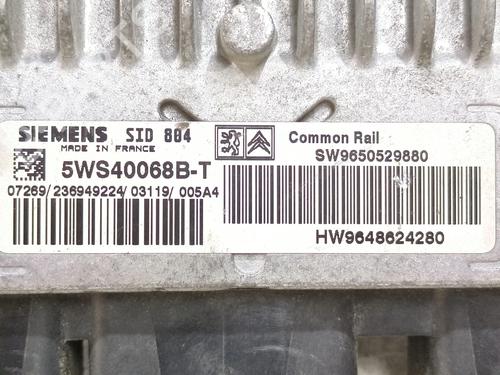 SIEMENS SID 804
MADE IN FRANCE
5WS40068B-T
07269/236949224/03119/005A4
Common Rail
SW9650529880
HW9648624280